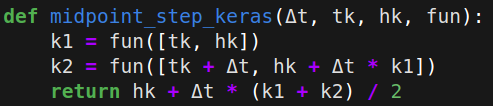 def midpoint_step_keras(Δt, tk, hk, fun):
    k1 = fun([tk, hk])
    k2 = fun([tk + Δt, hk + Δt * k1])
    return hk + Δt * (k1 + k2) / 2